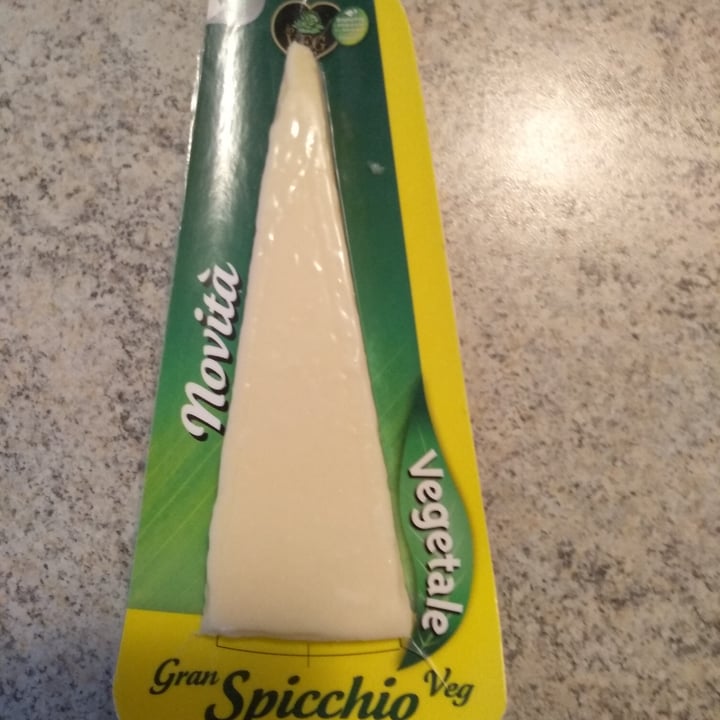 Novità
Vegetale
Gran Spicchio Veg